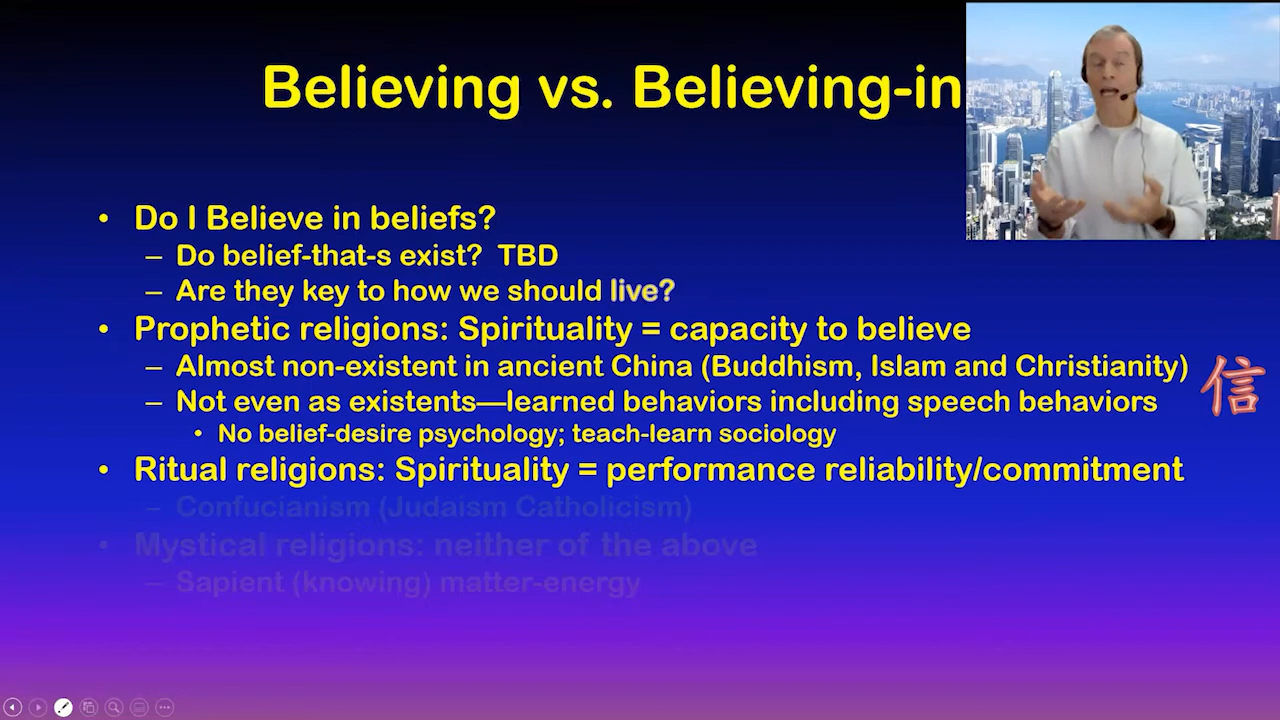 Believing vs. Believing-in
• Do I Believe in beliefs?
– Do belief-that-s exist? TBD
– Are they key to how we should live?
• Prophetic religions: Spirituality = capacity to believe
– Almost non-existent in ancient China (Buddhism, Islam and Christianity)
信
– Not even as existents—learned behaviors including speech behaviors
• No belief-desire psychology; teach-learn sociology
• Ritual religions: Spirituality = performance reliability/commitment
– Confucianism (Judaism Catholicism)
• Mystical religions: neither of the above
– Sapient (knowing) matter-energy